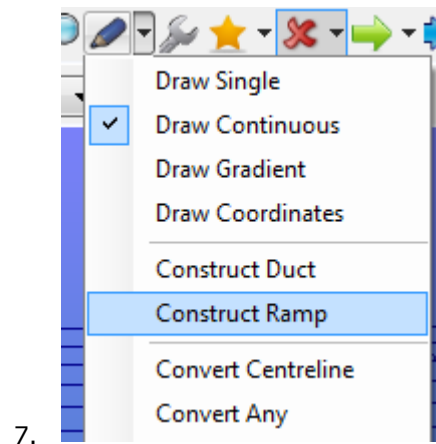 Draw Single
Draw Continuous
Draw Gradient
Draw Coordinates
Construct Duct
Construct Ramp
Convert Centreline
Convert Any
7.